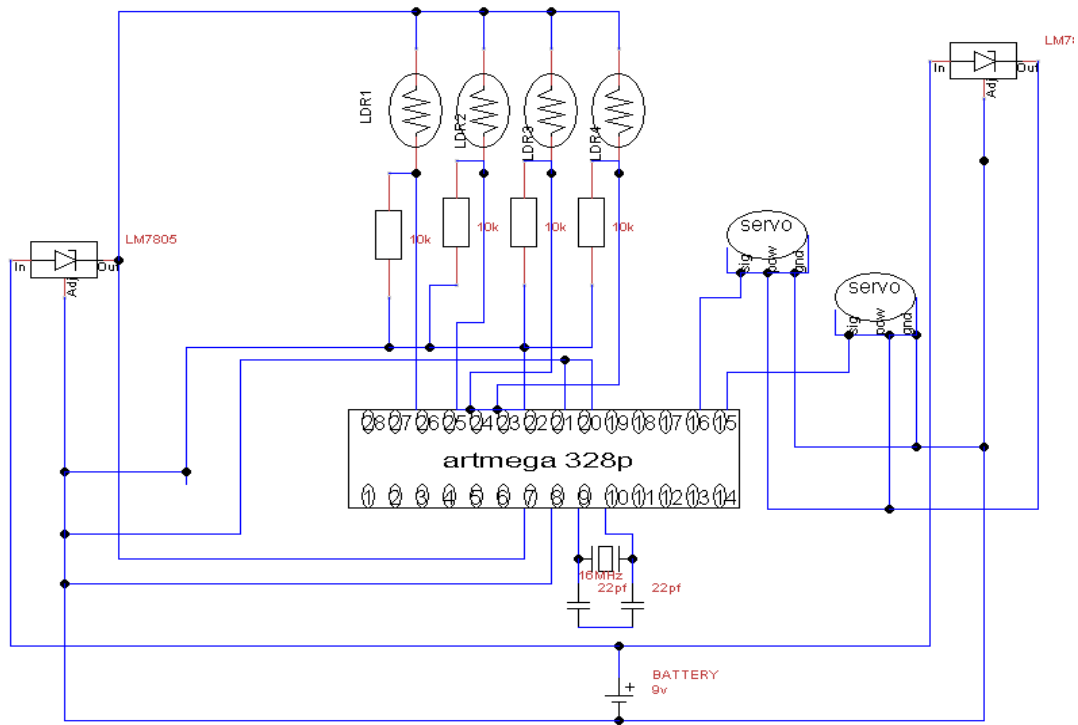 LM78
In Out
Adj
LDR1
LDR2
LDR3
LDR4
10k
10k
10k
10k
LM7805
In Out
Adj
servo
sig pow gnd
servo
sig pow gnd
28 27 26 25 24 23 22 21 20 19 18 17 16 15
artmega 328p
1 2 3 4 5 6 7 8 9 10 11 12 13 14
16MHz
22pf 22pf
BATTERY
9v
+